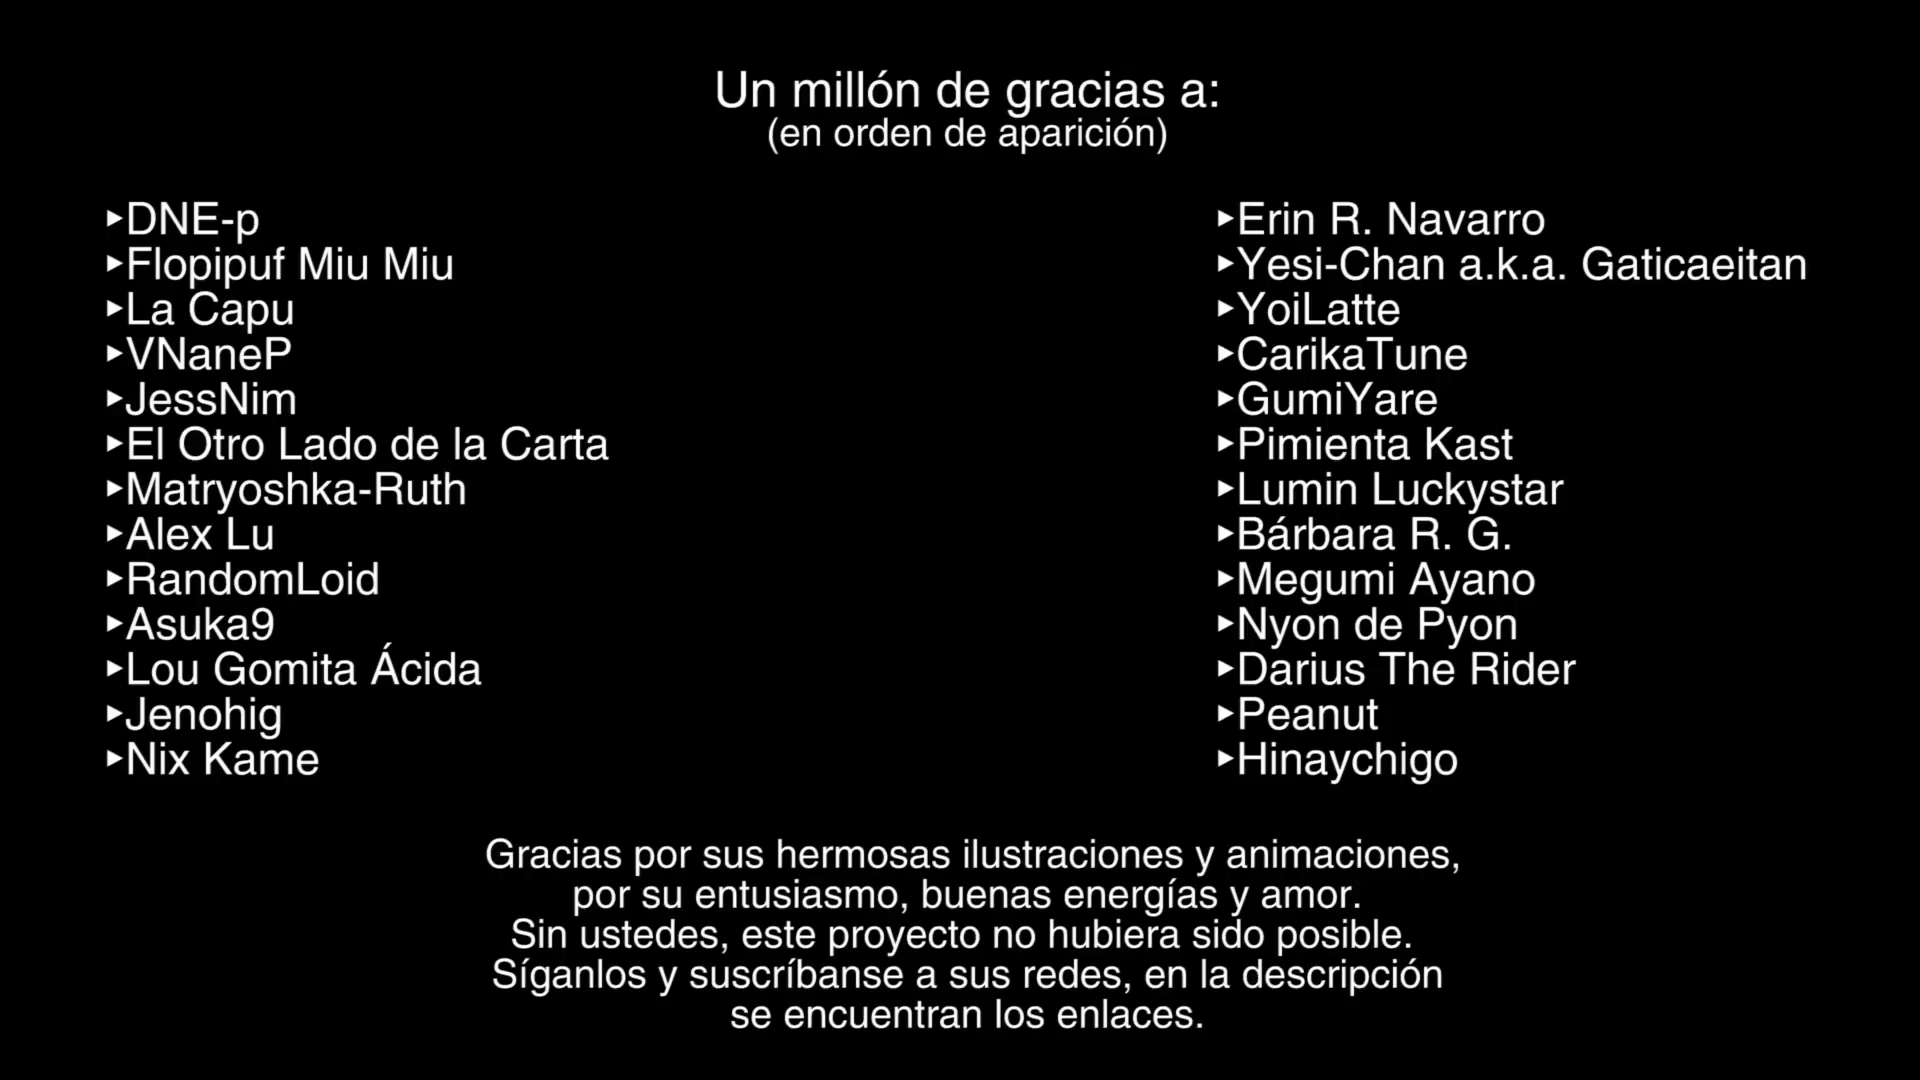 Un millón de gracias a:
(en orden de aparición)
▸DNE-p
▸Flopipuf Miu Miu
▸La Capu
▸VNaneP
▸JessNim
▸El Otro Lado de la Carta
▸Matryoshka-Ruth
▸Alex Lu
▸RandomLoid
▸Asuka9
▸Lou Gomita Ácida
▸Jenohig
▸Nix Kame
▸Erin R. Navarro
▸Yesi-Chan a.k.a. Gaticaeitan
▸YoiLatte
▸CarikaTune
▸GumiYare
▸Pimienta Kast
▸Lumin Luckystar
▸Bárbara R. G.
▸Megumi Ayano
▸Nyon de Pyon
▸Darius The Rider
▸Peanut
▸Hinaychigo
Gracias por sus hermosas ilustraciones y animaciones,
por su entusiasmo, buenas energías y amor.
Sin ustedes, este proyecto no hubiera sido posible.
Síganlos y suscríbanse a sus redes, en la descripción
se encuentran los enlaces.